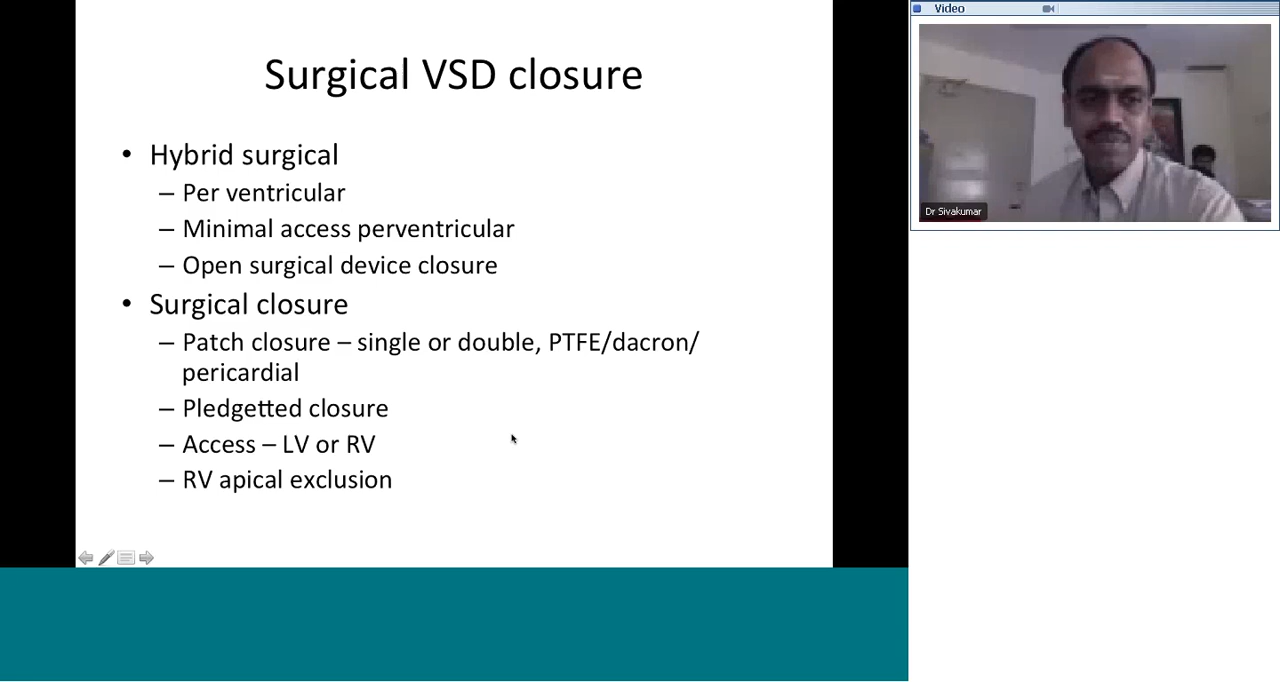 Surgical VSD closure
• Hybrid surgical
– Per ventricular
– Minimal access perventricular
– Open surgical device closure
• Surgical closure
– Patch closure – single or double, PTFE/dacron/
pericardial
– Pledgetted closure
– Access – LV or RV
– RV apical exclusion
Video
Dr Sivakumar